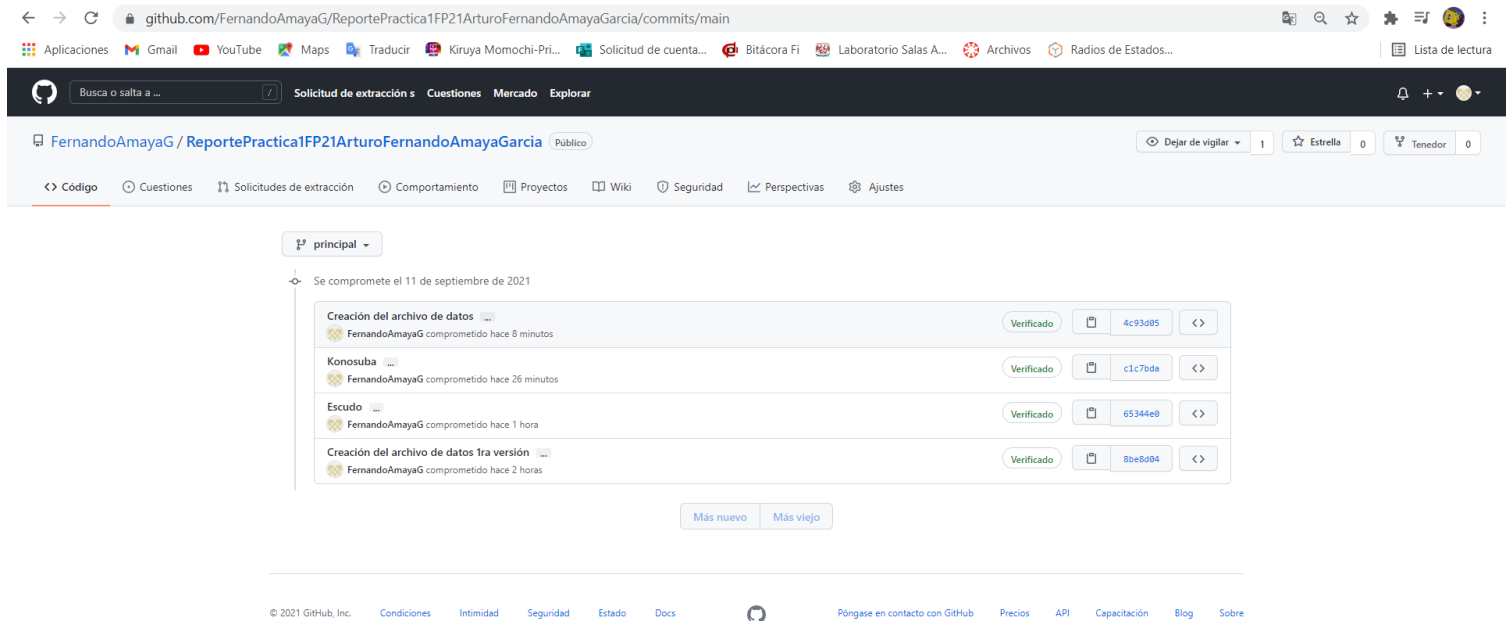 github.com/FernandoAmayaG/ReportePractica1FP21ArturoFernandoAmayaGarcia/commits/main
Aplicaciones Gmail YouTube Maps Traducir Kiruya Momochi-Pri... Solicitud de cuenta... Bitácora Fi Laboratorio Salas A... Archivos Radios de Estados... Lista de lectura
Busca o salta a ... / Solicitud de extracción s Cuestiones Mercado Explorar
FernandoAmayaG / ReportePractica1FP21ArturoFernandoAmayaGarcia Público Dejar de vigilar 1 Estrella 0 Tenedor 0
<> Código Cuestiones Solicitudes de extracción Comportamiento Proyectos Wiki Seguridad Perspectivas Ajustes
principal
Se compromete el 11 de septiembre de 2021
Creación del archivo de datos ...
FernandoAmayaG comprometido hace 8 minutos Verificado 4c93d05 <>
Konosuba ...
FernandoAmayaG comprometido hace 26 minutos Verificado c1c7bda <>
Escudo ...
FernandoAmayaG comprometido hace 1 hora Verificado 65344e0 <>
Creación del archivo de datos 1ra versión ...
FernandoAmayaG comprometido hace 2 horas Verificado 8be8d04 <>
Más nuevo Más viejo
© 2021 GitHub, Inc. Condiciones Intimidad Seguridad Estado Docs Póngase en contacto con GitHub Precios API Capacitación Blog Sobre